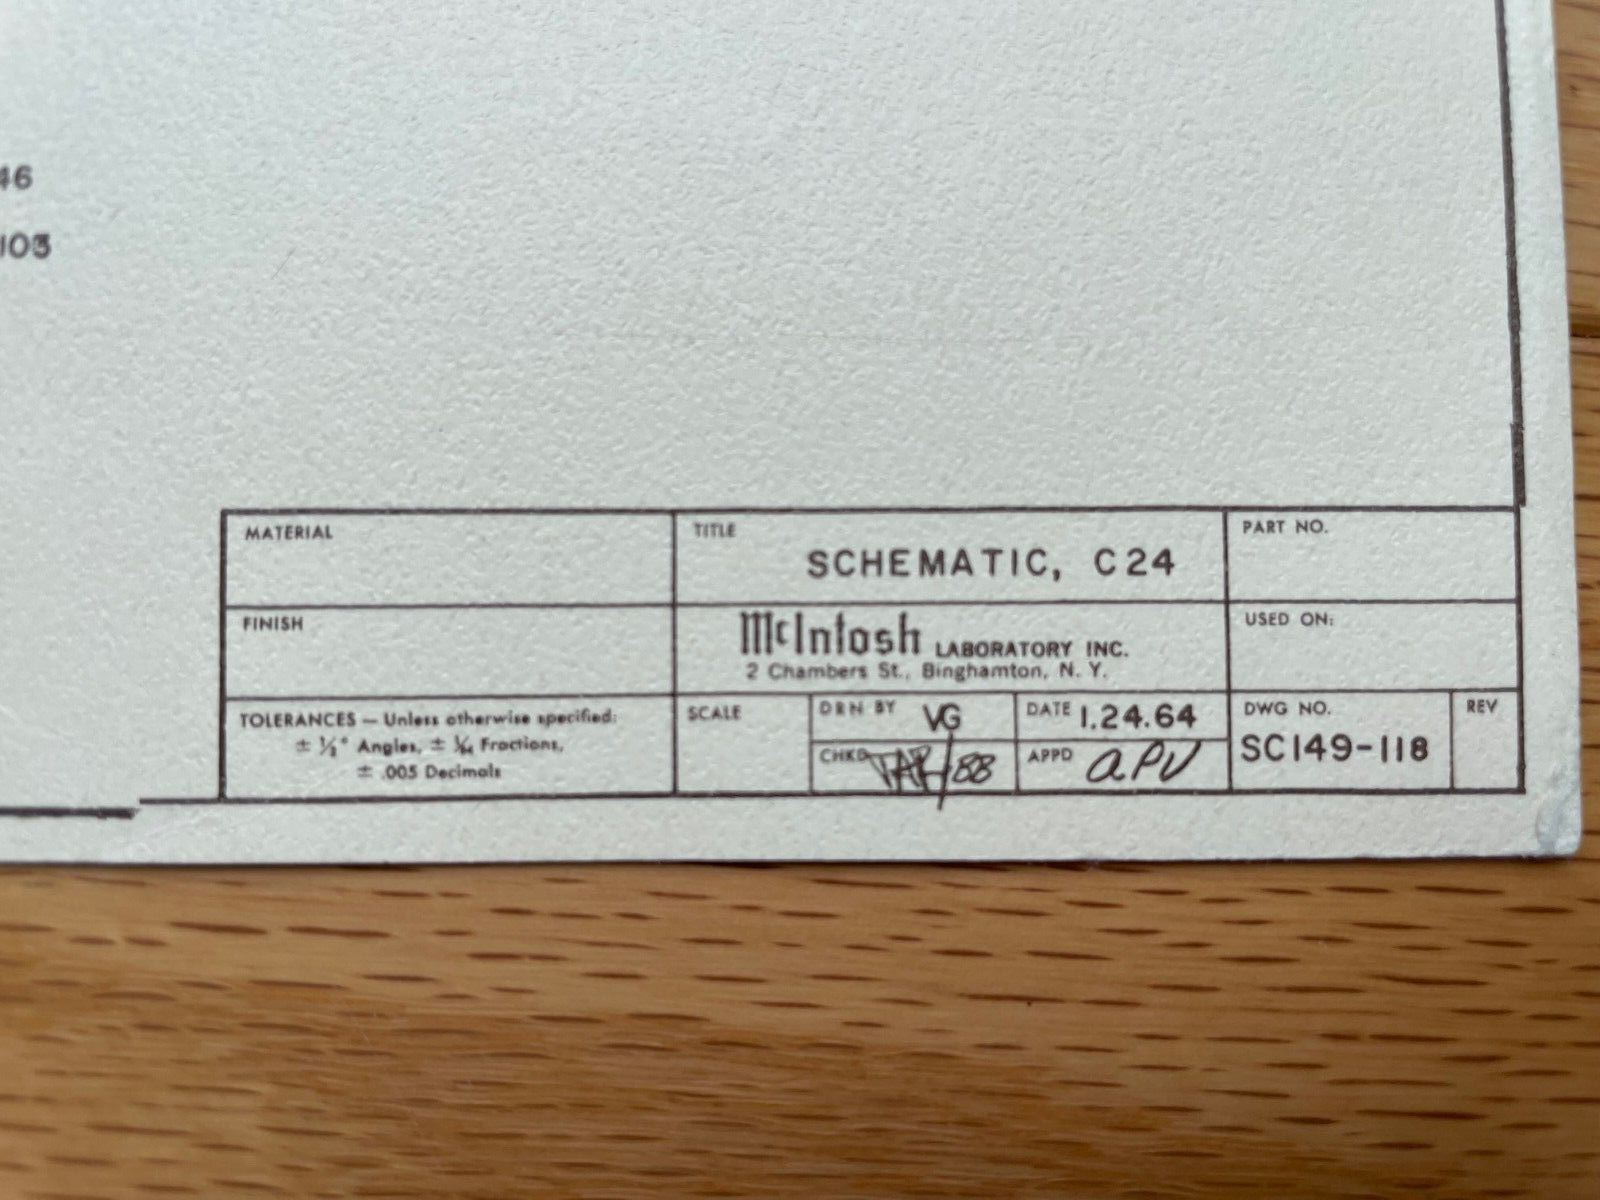 46
103
MATERIAL
TITLE
SCHEMATIC, C24
PART NO.
FINISH
McIntosh LABORATORY INC.
2 Chambers St., Binghamton, N. Y.
USED ON:
TOLERANCES — Unless otherwise specified:
± ½° Angles, ± 1/64 Fractions,
± .005 Decimals
SCALE
DRN BY VG
DATE 1.24.64
CHKD
APPD APV
DWG NO.
SC149-118
REV